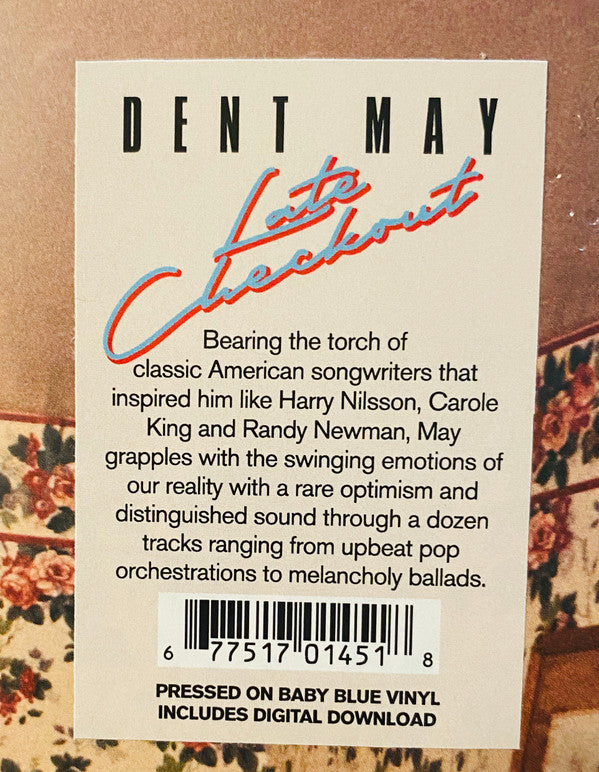 DENT MAY
Late
Checkout
Bearing the torch of
classic American songwriters that
inspired him like Harry Nilsson, Carole
King and Randy Newman, May
grapples with the swinging emotions of
our reality with a rare optimism and
distinguished sound through a dozen
tracks ranging from upbeat pop
orchestrations to melancholy ballads.
6 77517 01451 8
PRESSED ON BABY BLUE VINYL
INCLUDES DIGITAL DOWNLOAD